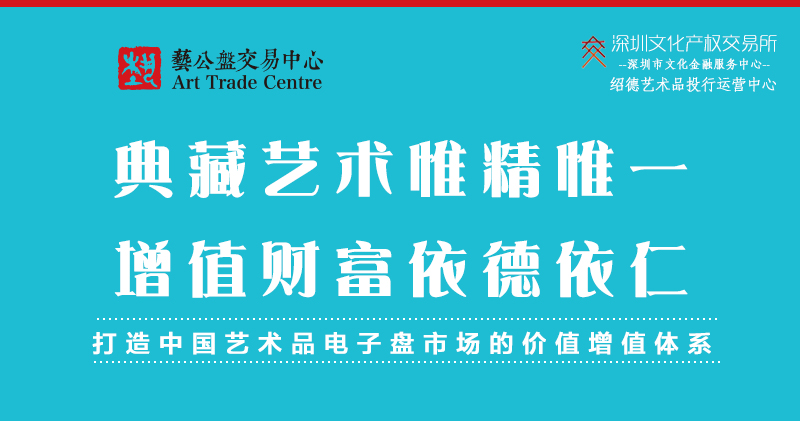 藝公盘交易中心
Art Trade Centre
深圳文化产权交易所
--深圳市文化金融服务中心--
绍德艺术品投行运营中心
典藏艺术惟精惟一
增值财富依德依仁
打造中国艺术品电子盘市场的价值增值体系